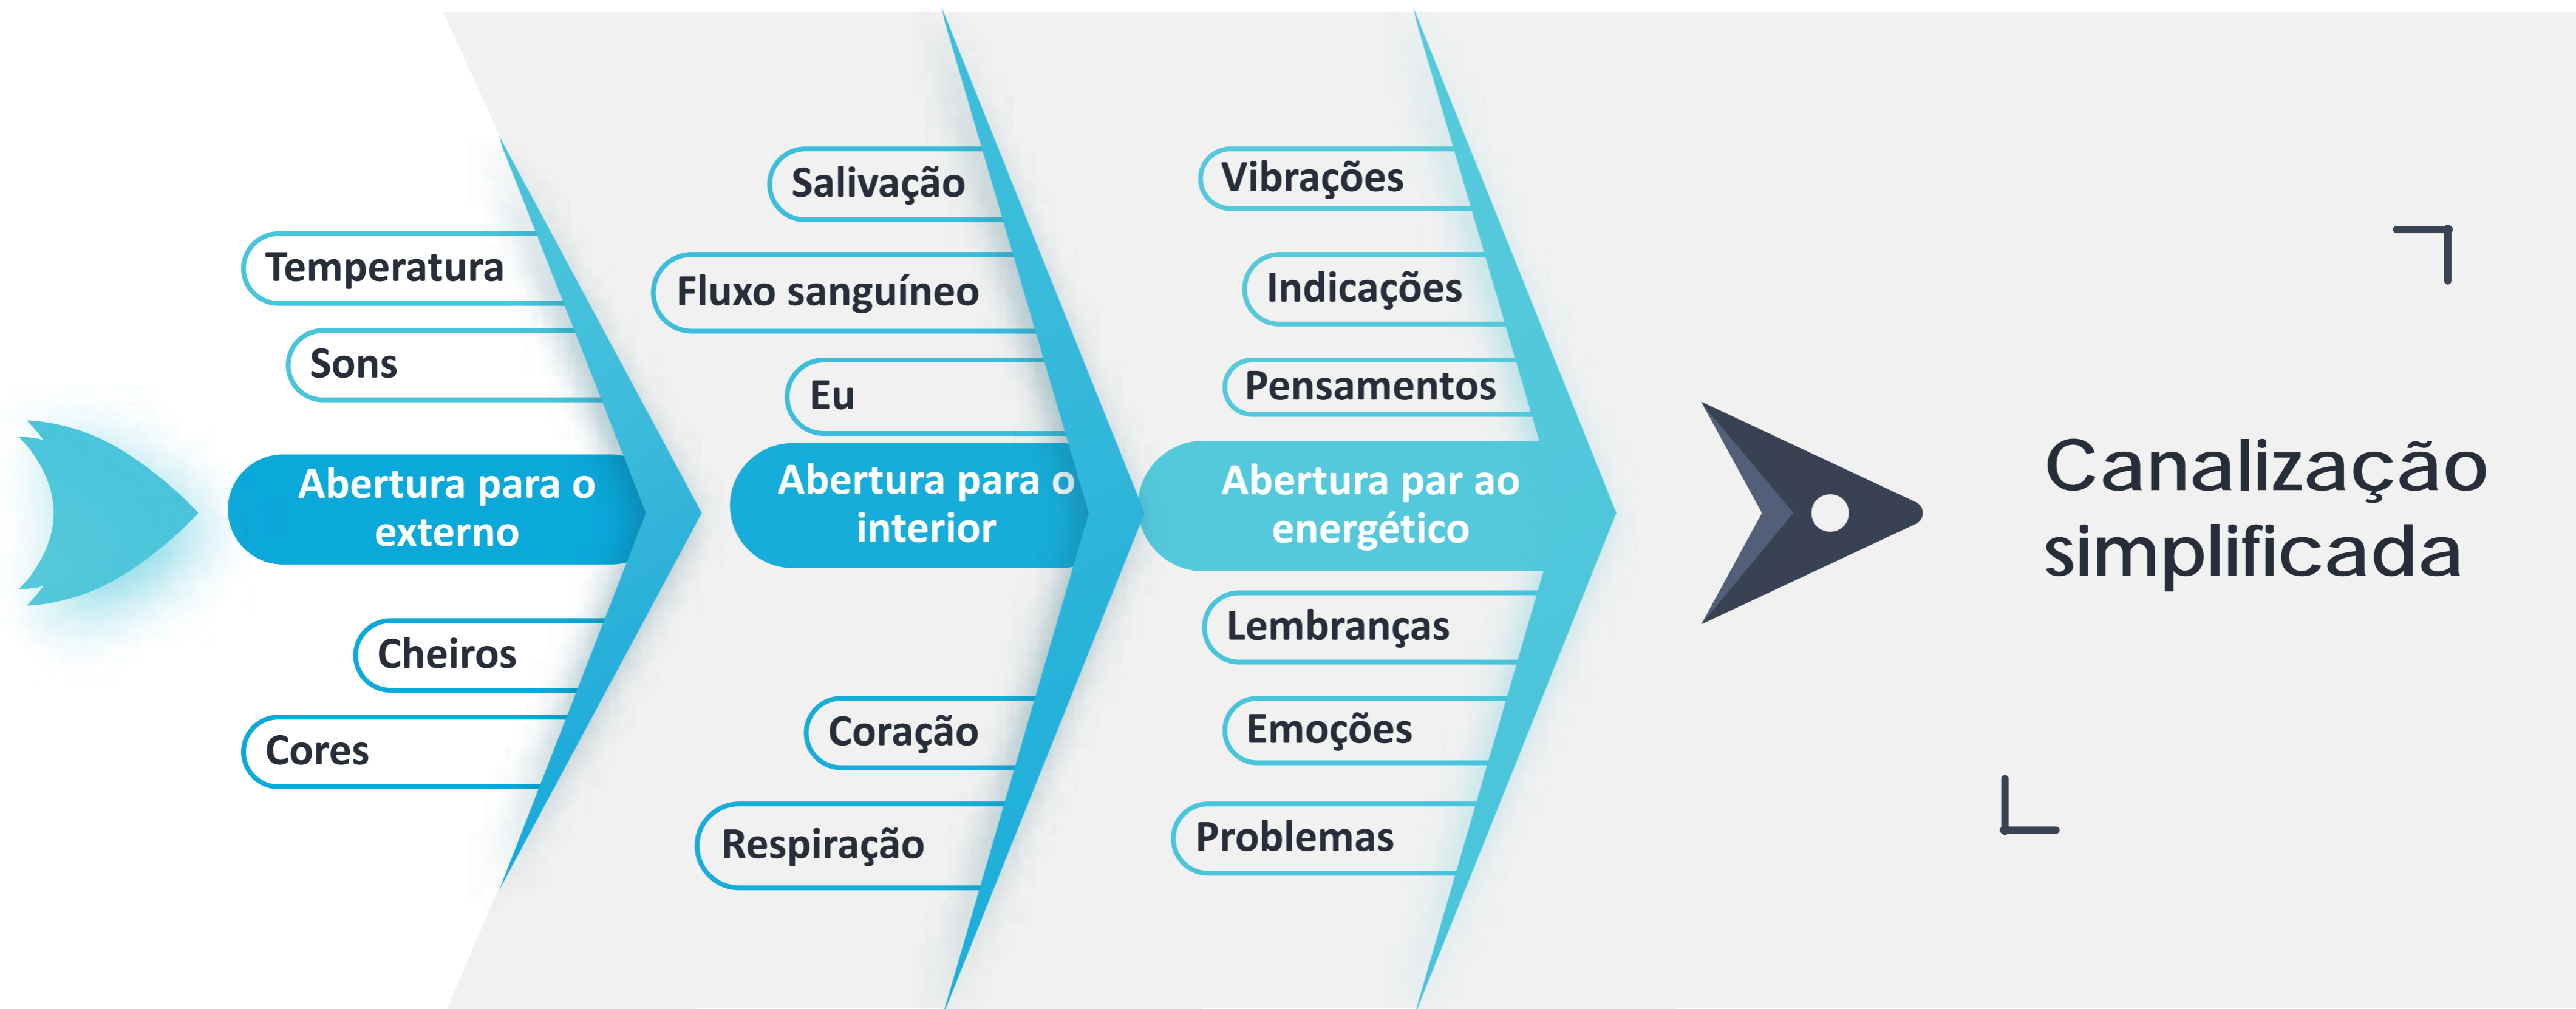 Temperatura
Sons
Abertura para o
externo
Cheiros
Cores
Salivação
Fluxo sanguíneo
Eu
Abertura para o
interior
Coração
Respiração
Vibrações
Indicações
Pensamentos
Abertura par ao
energético
Lembranças
Emoções
Problemas
Canalização
simplificada